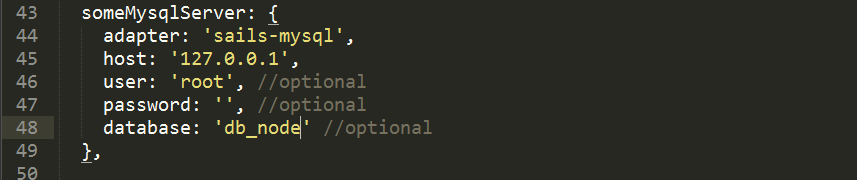 43 someMysqlServer: {
44 adapter: 'sails-mysql',
45 host: '127.0.0.1',
46 user: 'root', //optional
47 password: '', //optional
48 database: 'db_node' //optional
49 },
50